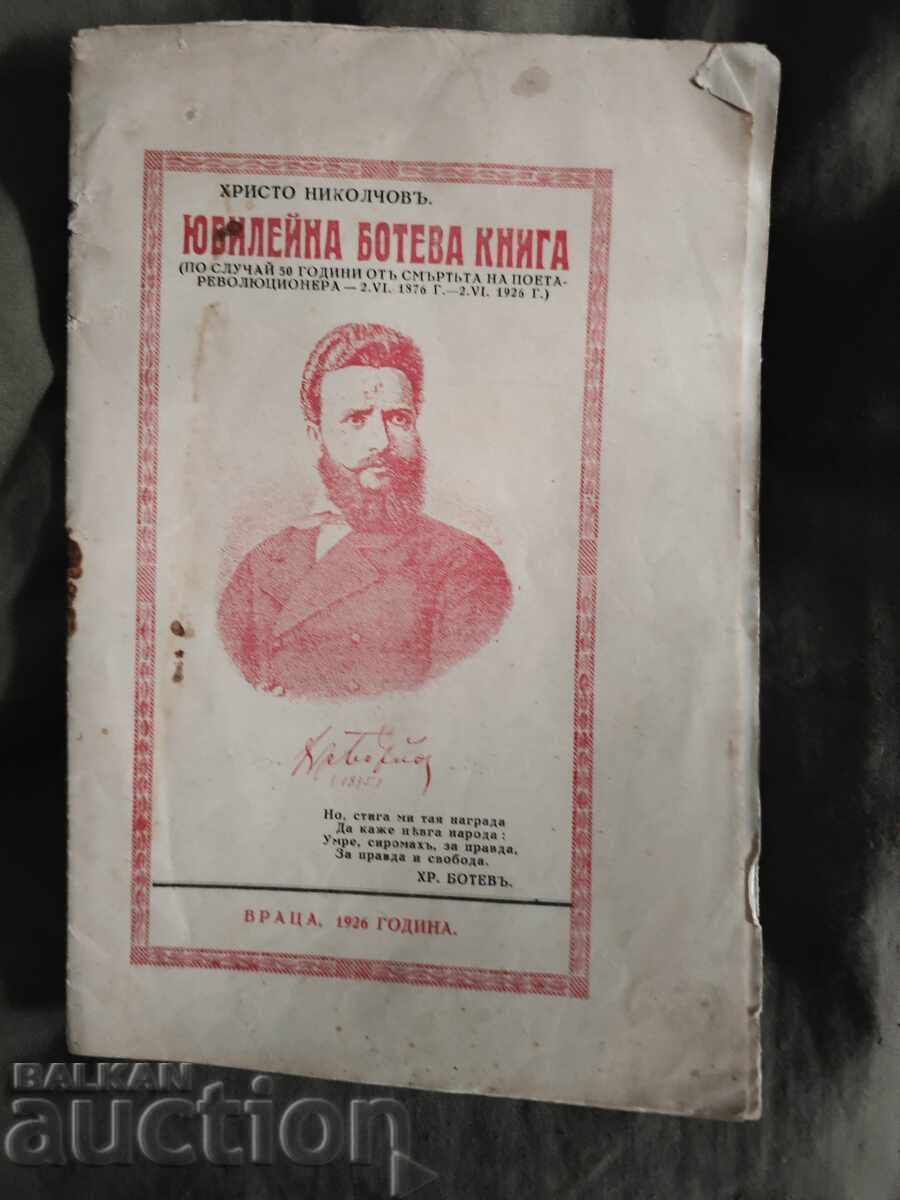 ХРИСТО НИКОЛЧОВЪ.
ЮБИЛЕЙНА БОТЕВА КНИГА
(ПО СЛУЧАЙ 50 ГОДИНИ ОТЪ СМЪРТЬТА НА ПОЕТА-
РЕВОЛЮЦИОНЕРА — 2.VI. 1876 Г.—2.VI. 1926 Г.)
Но, стига ми тая награда
Да каже нѣвга народа:
Умре, сиромахъ, за правда,
За правда и свобода.
ХР. БОТЕВЪ.
ВРАЦА, 1926 ГОДИНА.
BALKAN
auction